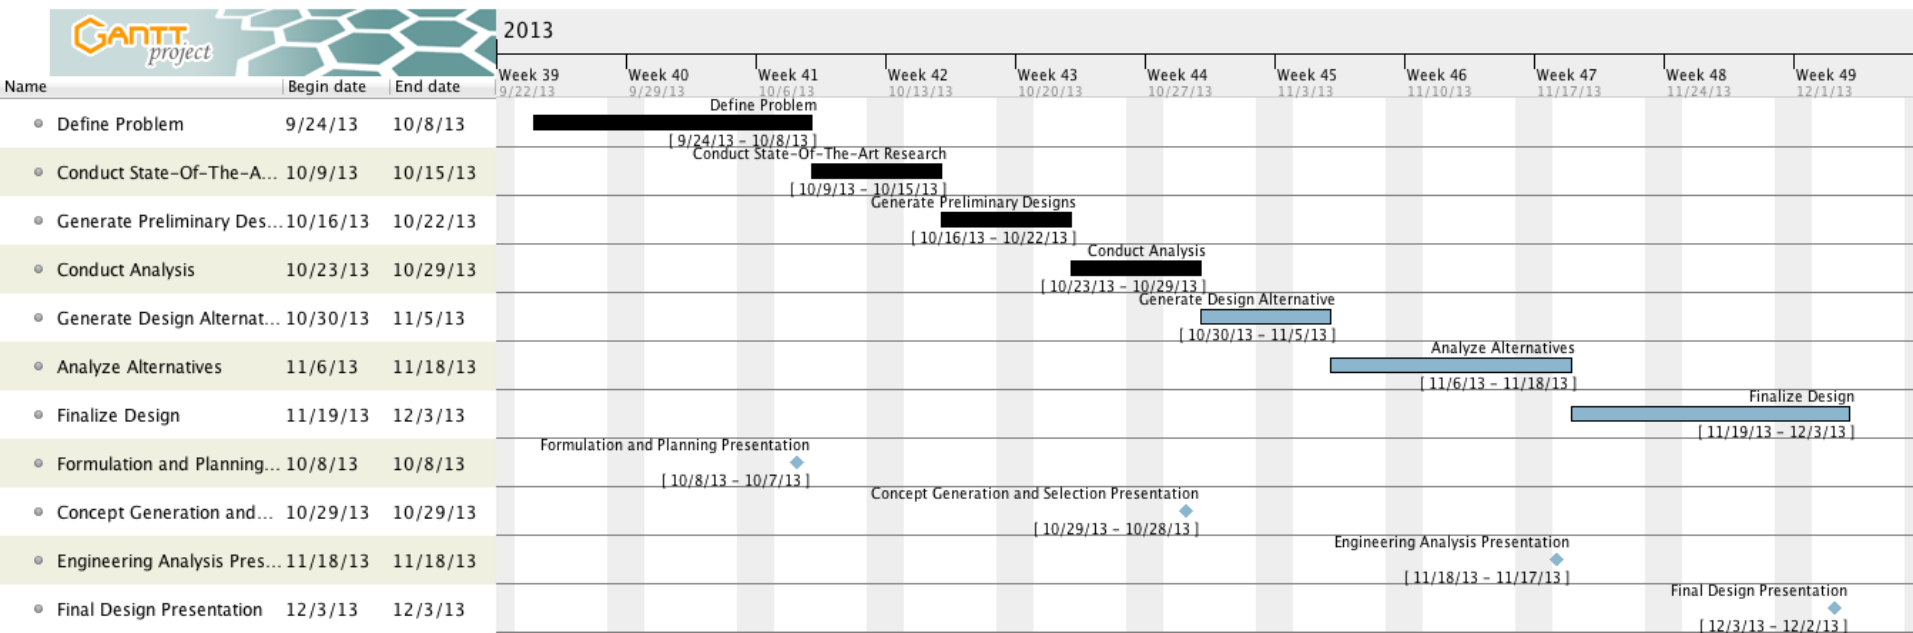 GANTT
project
2013
Week 39 Week 40 Week 41 Week 42 Week 43 Week 44 Week 45 Week 46 Week 47 Week 48 Week 49
Name Begin date End date 9/22/13 9/29/13 10/6/13 10/13/13 10/20/13 10/27/13 11/3/13 11/10/13 11/17/13 11/24/13 12/1/13
Define Problem
Define Problem 9/24/13 10/8/13
[ 9/24/13 - 10/8/13 ]
Conduct State-Of-The-Art Research
Conduct State-Of-The-A... 10/9/13 10/15/13
[ 10/9/13 - 10/15/13 ]
Generate Preliminary Designs
Generate Preliminary Des... 10/16/13 10/22/13
[ 10/16/13 - 10/22/13 ]
Conduct Analysis
Conduct Analysis 10/23/13 10/29/13
[ 10/23/13 - 10/29/13 ]
Generate Design Alternative
Generate Design Alternat... 10/30/13 11/5/13
[ 10/30/13 - 11/5/13 ]
Analyze Alternatives
Analyze Alternatives 11/6/13 11/18/13
[ 11/6/13 - 11/18/13 ]
Finalize Design
Finalize Design 11/19/13 12/3/13
[ 11/19/13 - 12/3/13 ]
Formulation and Planning Presentation
Formulation and Planning... 10/8/13 10/8/13
[ 10/8/13 - 10/7/13 ]
Concept Generation and Selection Presentation
Concept Generation and... 10/29/13 10/29/13
[ 10/29/13 - 10/28/13 ]
Engineering Analysis Presentation
Engineering Analysis Pres... 11/18/13 11/18/13
[ 11/18/13 - 11/17/13 ]
Final Design Presentation
Final Design Presentation 12/3/13 12/3/13
[ 12/3/13 - 12/2/13 ]